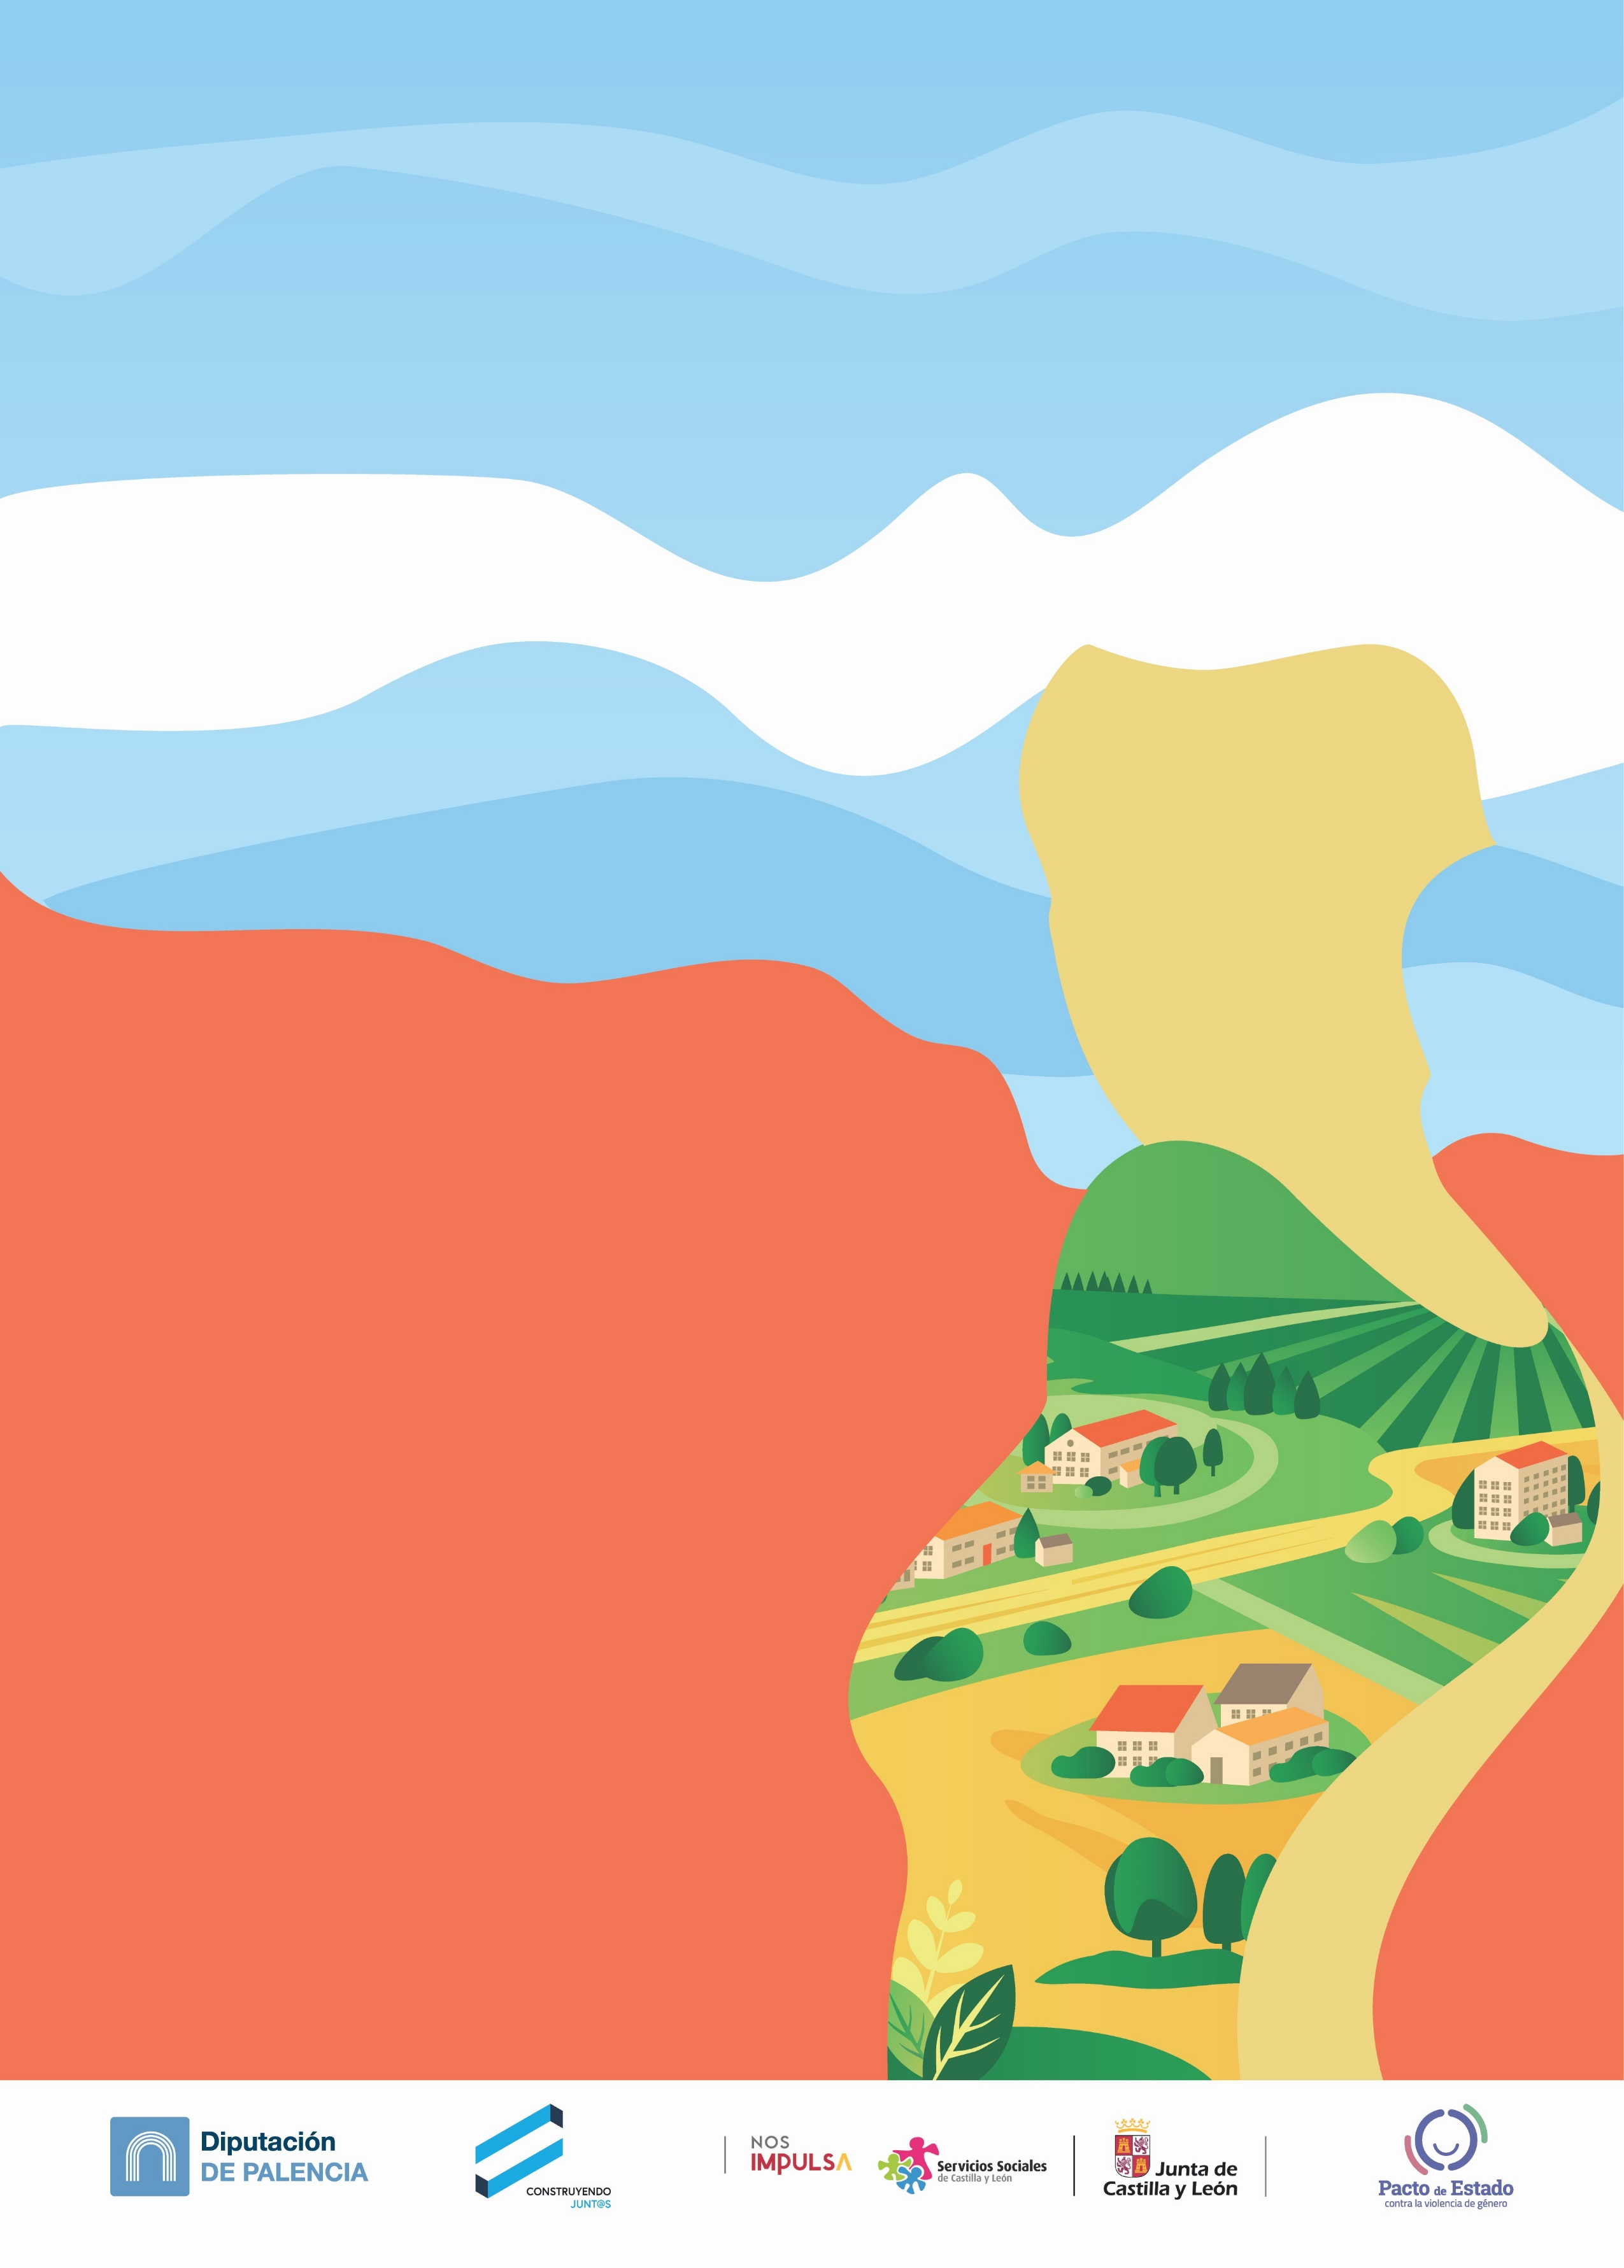 Diputación
DE PALENCIA
CONSTRUYENDO
JUNT@S
NOS
IMPULSA
Servicios Sociales
de Castilla y León
Junta de
Castilla y León
Pacto de Estado
contra la violencia de género